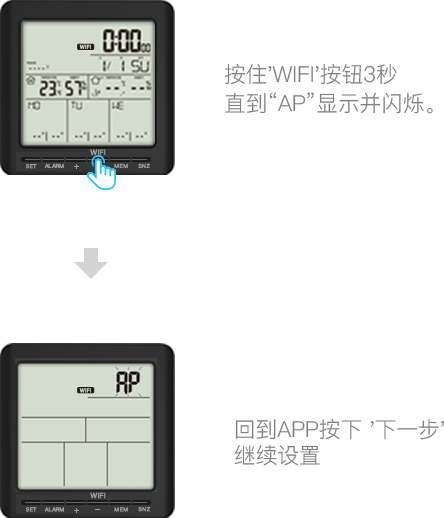 WIFI
0:00 00
1/ 1 SU
23 57%
MO TU WE
WIFI
SET ALARM + MEM SNZ
按住'WIFI'按钮3秒
直到“AP”显示并闪烁。
WIFI AP
WIFI
SET ALARM + − MEM SNZ
回到APP按下 '下一步'
继续设置